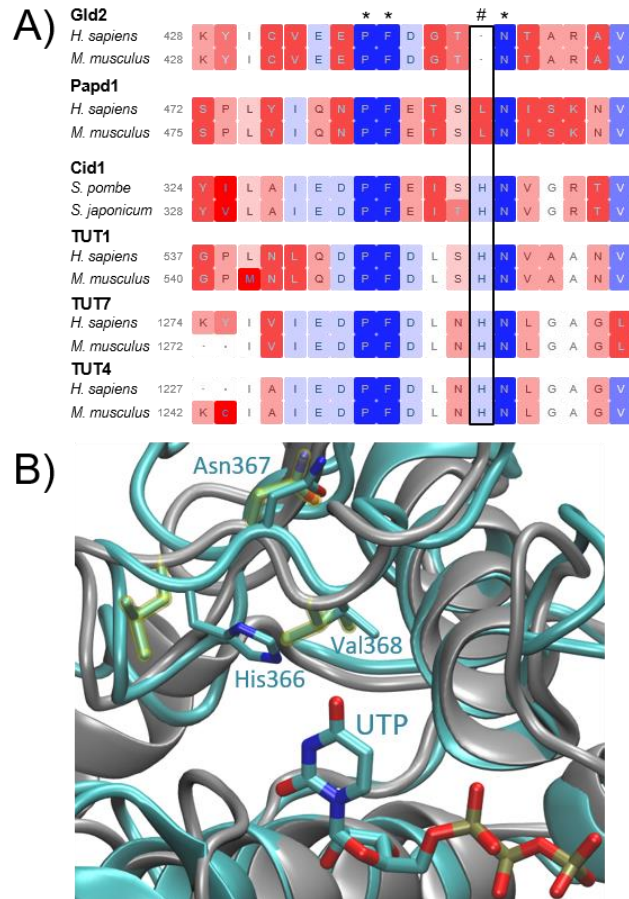 A)
Gld2 * * # *
H. sapiens 428 K Y I C V E E P F D G T - N T A R A V
M. musculus 428 K Y I C V E E P F D G T - N T A R A V
Papd1
H. sapiens 472 S P L Y I Q N P F E T S L N I S K N V
M. musculus 475 S P L Y I Q N P F E T S L N I S K N V
Cid1
S. pombe 324 Y I L A I E D P F E I S H N V G R T V
S. japonicum 328 Y V L A I E D P F E I T H N V G R T V
TUT1
H. sapiens 537 G P L N L Q D P F D L S H N V A A N V
M. musculus 540 G P M N L Q D P F D L S H N V A A N V
TUT7
H. sapiens 1274 K Y I V I E D P F D L N H N L G A G L
M. musculus 1272 - - I V I E D P F D L N H N L G A G L
TUT4
H. sapiens 1227 - - I A I E D P F D L N H N L G A G V
M. musculus 1242 K C I A I E D P F D L N H N L G A G V
B)
Asn367
Val368
His366
UTP